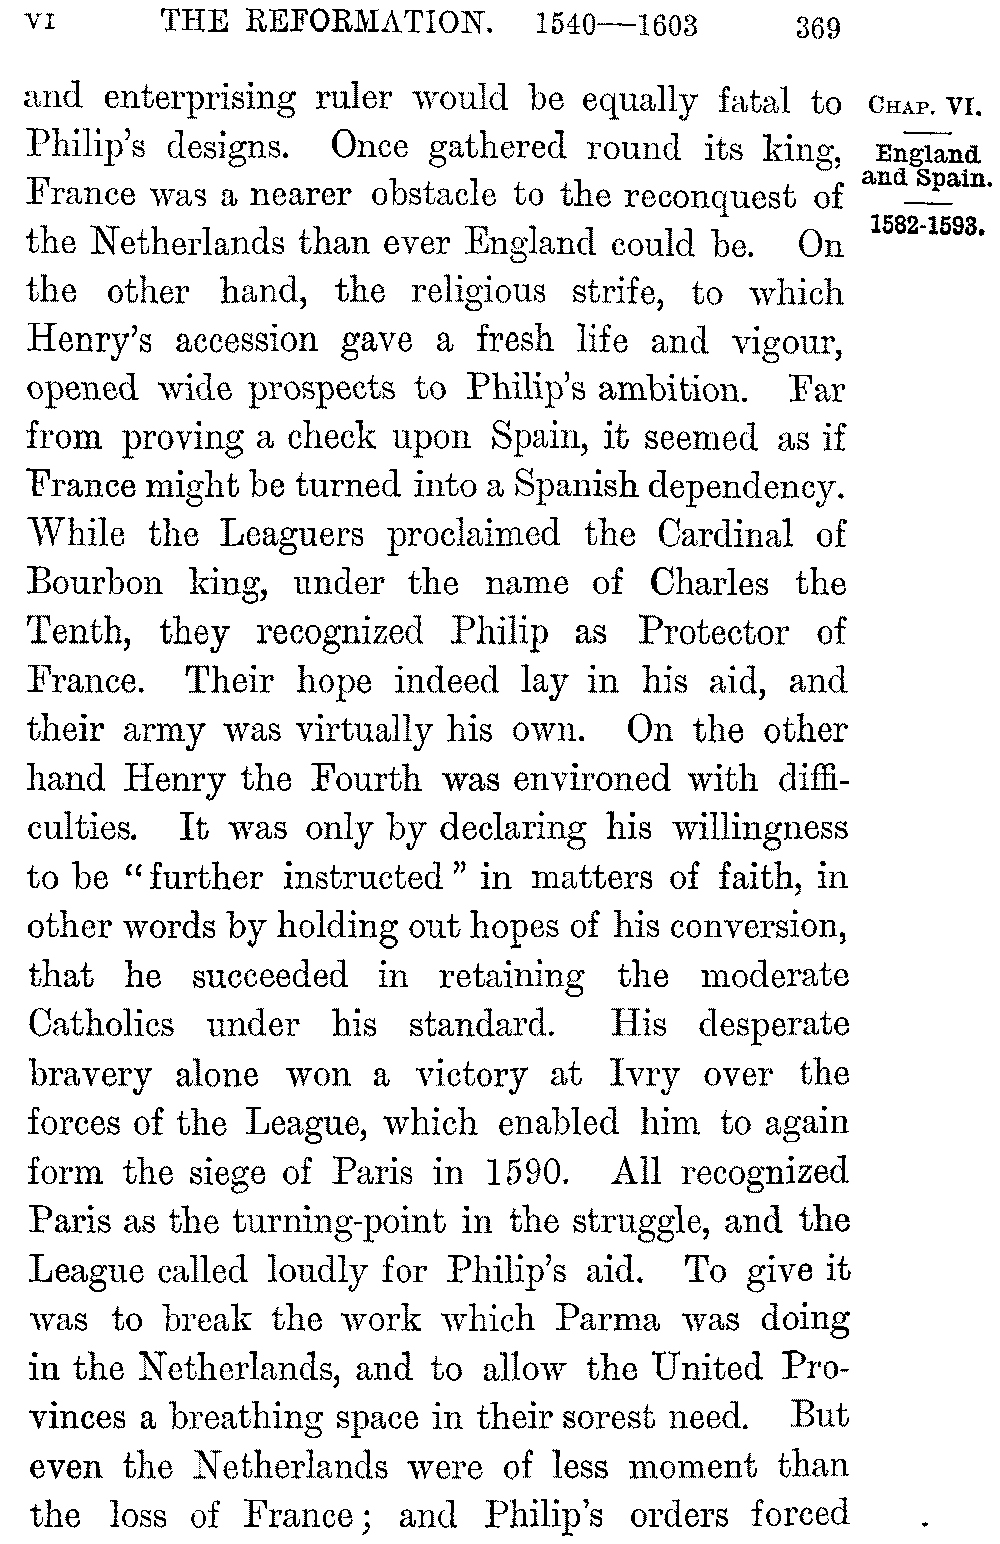 VI THE REFORMATION. 1540—1603 369
and enterprising ruler would be equally fatal to
Philip's designs. Once gathered round its king,
France was a nearer obstacle to the reconquest of
the Netherlands than ever England could be. On
the other hand, the religious strife, to which
Henry's accession gave a fresh life and vigour,
opened wide prospects to Philip's ambition. Far
from proving a check upon Spain, it seemed as if
France might be turned into a Spanish dependency.
While the Leaguers proclaimed the Cardinal of
Bourbon king, under the name of Charles the
Tenth, they recognized Philip as Protector of
France. Their hope indeed lay in his aid, and
their army was virtually his own. On the other
hand Henry the Fourth was environed with diffi-
culties. It was only by declaring his willingness
to be "further instructed" in matters of faith, in
other words by holding out hopes of his conversion,
that he succeeded in retaining the moderate
Catholics under his standard. His desperate
bravery alone won a victory at Ivry over the
forces of the League, which enabled him to again
form the siege of Paris in 1590. All recognized
Paris as the turning-point in the struggle, and the
League called loudly for Philip's aid. To give it
was to break the work which Parma was doing
in the Netherlands, and to allow the United Pro-
vinces a breathing space in their sorest need. But
even the Netherlands were of less moment than
the loss of France; and Philip's orders forced
CHAP. VI.
England
and Spain.
1582-1593.